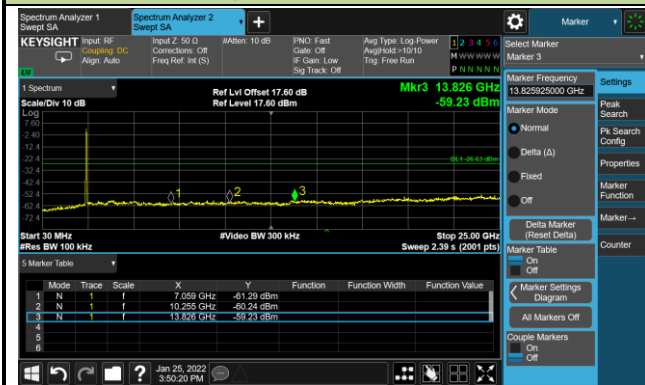 Spectrum Analyzer 1
Swept SA
Spectrum Analyzer 2
Swept SA
Marker
KEYSIGHT
Input: RF
Coupling: DC
Align: Auto
Input Z: 50 Ω
Corrections: Off
Freq Ref: Int (S)
#Atten: 10 dB
PNO: Fast
Gate: Off
IF Gain: Low
Sig Track: Off
Avg Type: Log-Power
Avg|Hold:>10/10
Trig: Free Run
1 2 3 4 5 6
M W W W W W
P N N N N N
LU
Select Marker
Marker 3
1 Spectrum
Scale/Div 10 dB
Ref Lvl Offset 17.60 dB
Ref Level 17.60 dBm
Mkr3 13.826 GHz
-59.23 dBm
Log
7.60
-2.40
-12.4
-22.4
-32.4
-42.4
-52.4
-62.4
-72.4
DL1 -26.63 dBm
1
2
3
Start 30 MHz
#Res BW 100 kHz
#Video BW 300 kHz
Stop 25.00 GHz
Sweep 2.39 s (2001 pts)
5 Marker Table
Mode Trace Scale X Y Function Function Width Function Value
1 N 1 f 7.059 GHz -61.29 dBm
2 N 1 f 10.255 GHz -60.24 dBm
3 N 1 f 13.826 GHz -59.23 dBm
4
5
6
Marker Frequency
13.825925000 GHz
Marker Mode
Normal
Delta (Δ)
Fixed
Off
Delta Marker
(Reset Delta)
Marker Table
On
Off
Marker Settings
Diagram
All Markers Off
Couple Markers
On
Off
Settings
Peak
Search
Pk Search
Config
Properties
Marker
Function
Marker→
Counter
Jan 25, 2022
3:50:20 PM